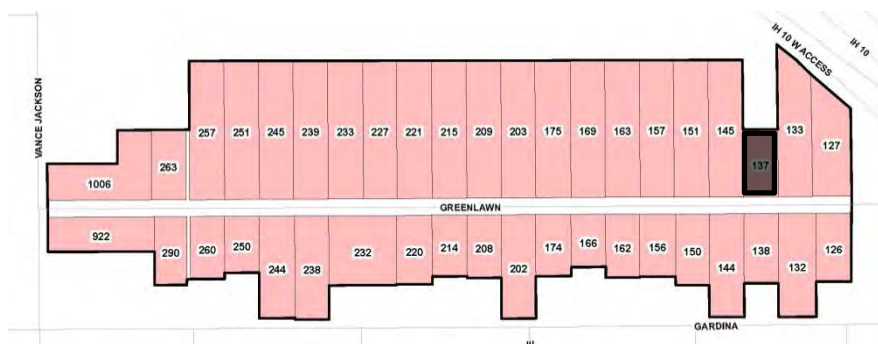 IH 10
IH 10 W ACCESS
VANCE JACKSON
257 251 245 239 233 227 221 215 209 203 175 169 163 157 151 145 133
127
263
137
1006
GREENLAWN
922
290 260 250 232 220 214 208 174 166 162 156 150 138 126
244 238 202 144 132
GARDINA